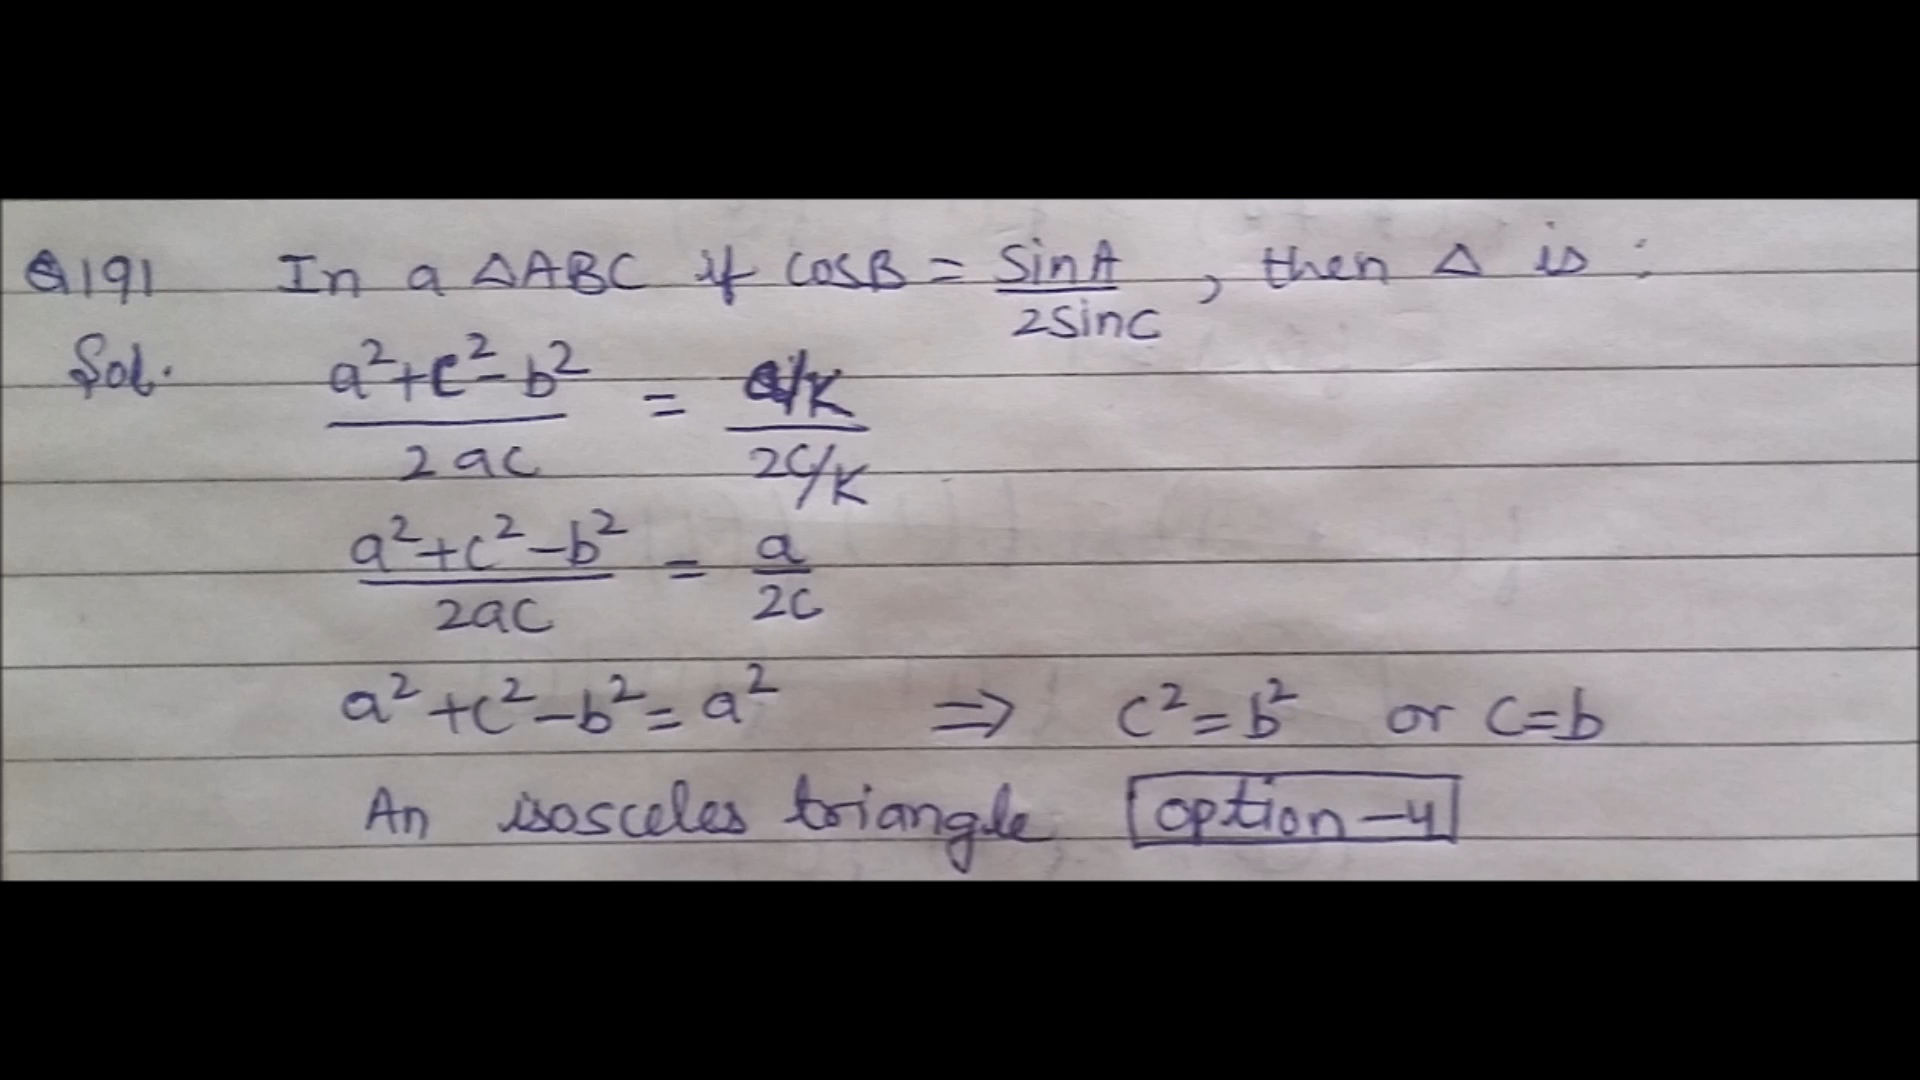 Q191 In a ΔABC if cosB = sinA / 2sinC , then Δ is :
Sol. a²+c²-b² / 2ac = a/K / 2c/K
a²+c²-b² / 2ac = a / 2c
a²+c²-b² = a² ⇒ c²=b² or c=b
An isosceles triangle option-4